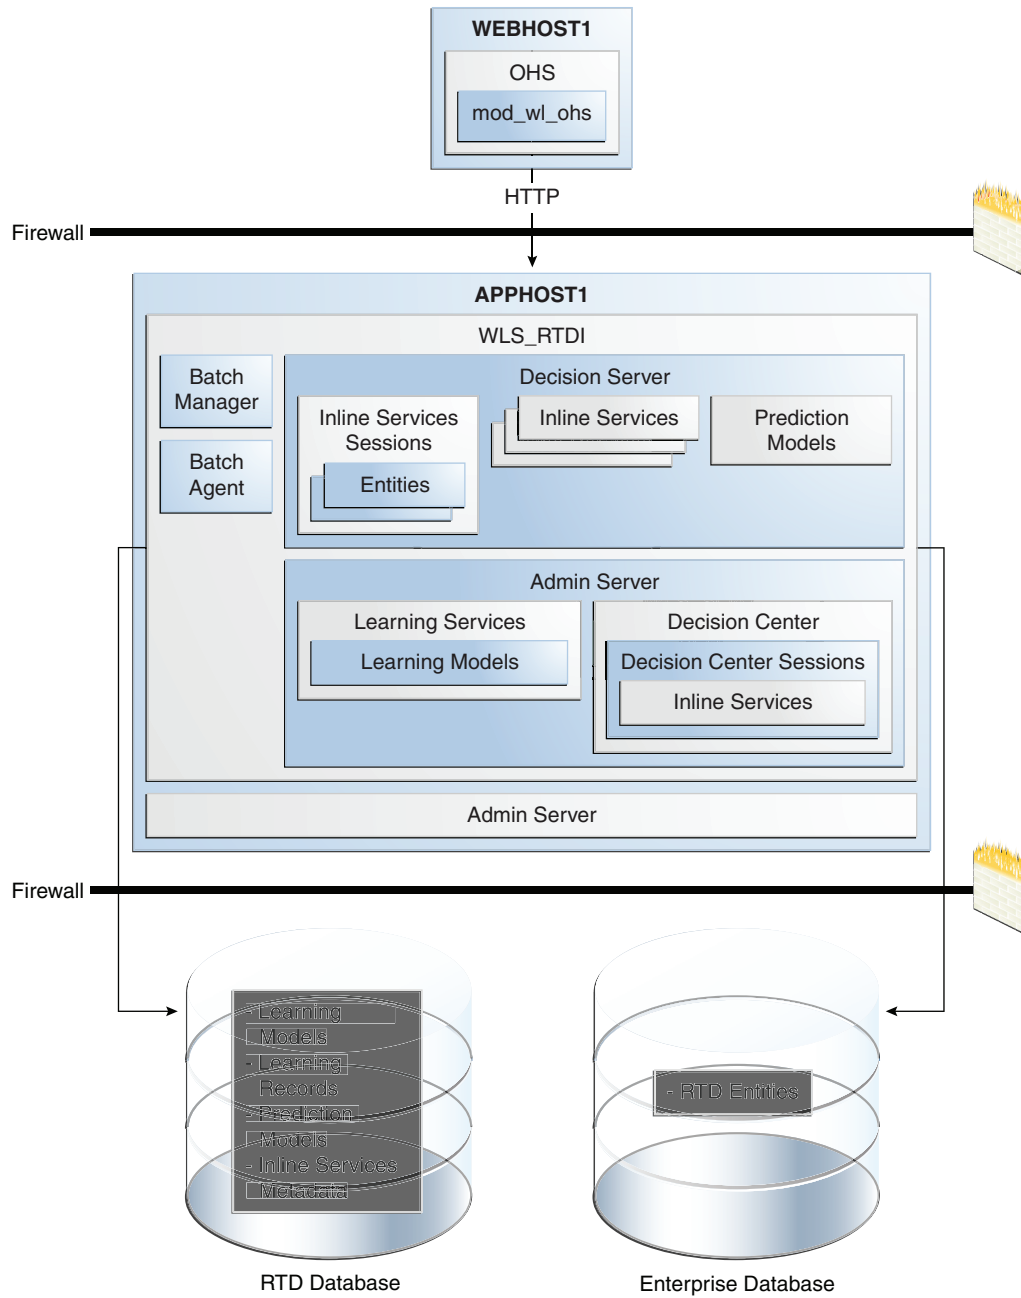 WEBHOST1
OHS
mod_wl_ohs
HTTP
Firewall
APPHOST1
WLS_RTDI
Batch
Manager
Batch
Agent
Decision Server
Inline Services
Sessions
Entities
Inline Services
Prediction
Models
Admin Server
Learning Services
Learning Models
Decision Center
Decision Center Sessions
Inline Services
Admin Server
Firewall
- Learning
Models
- Learning
Records
- Prediction
Models
- Inline Services
Metadata
- RTD Entities
RTD Database
Enterprise Database